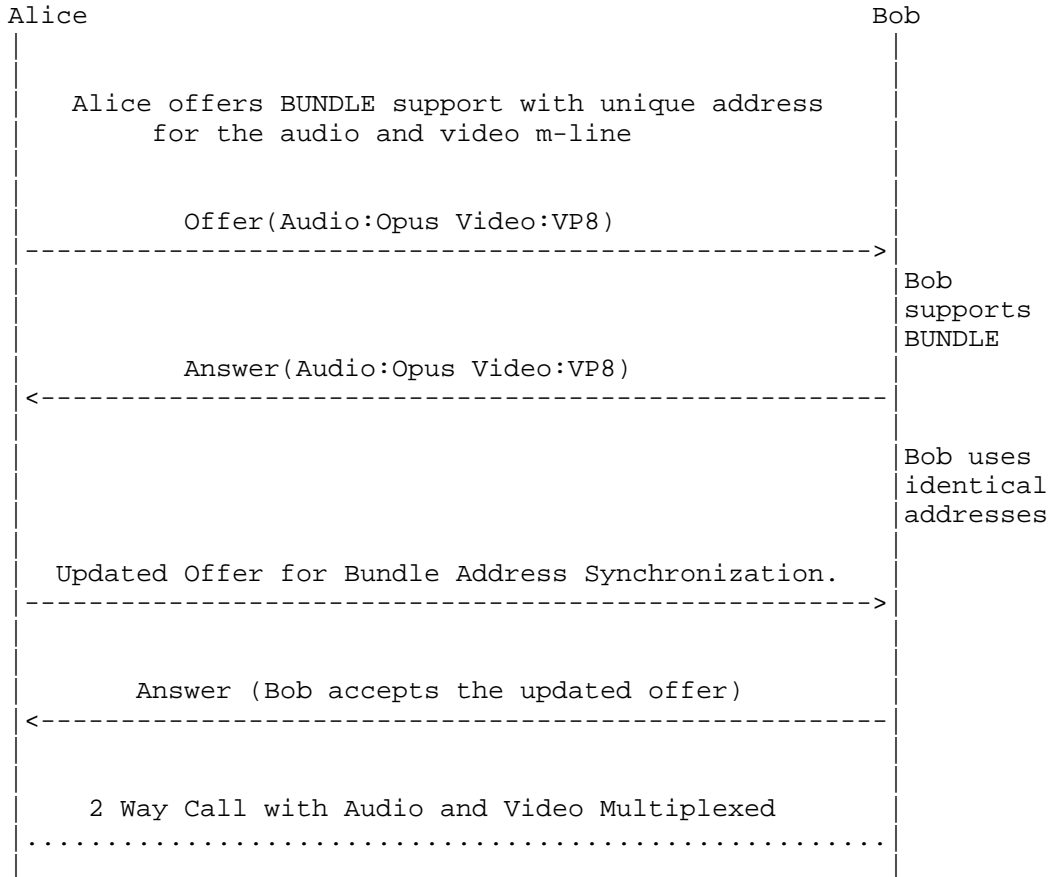 Alice Bob
Alice offers BUNDLE support with unique address
for the audio and video m-line
Offer(Audio:Opus Video:VP8)
Bob
supports
BUNDLE
Answer(Audio:Opus Video:VP8)
Bob uses
identical
addresses
Updated Offer for Bundle Address Synchronization.
Answer (Bob accepts the updated offer)
2 Way Call with Audio and Video Multiplexed